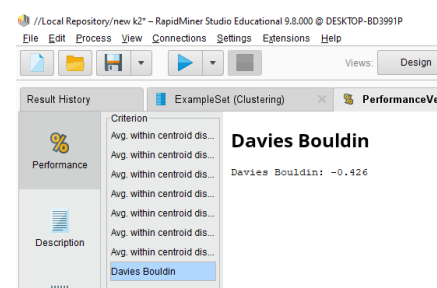 //Local Repository/new k2* – RapidMiner Studio Educational 9.8.000 @ DESKTOP-BD3991P
File Edit Process View Connections Settings Extensions Help
Views: Design
Result History ExampleSet (Clustering) PerformanceVe
Criterion
Avg. within centroid dis...
Avg. within centroid dis...
Avg. within centroid dis...
Avg. within centroid dis...
Avg. within centroid dis...
Avg. within centroid dis...
Avg. within centroid dis...
Davies Bouldin
%
Performance
Description
Davies Bouldin
Davies Bouldin: -0.426